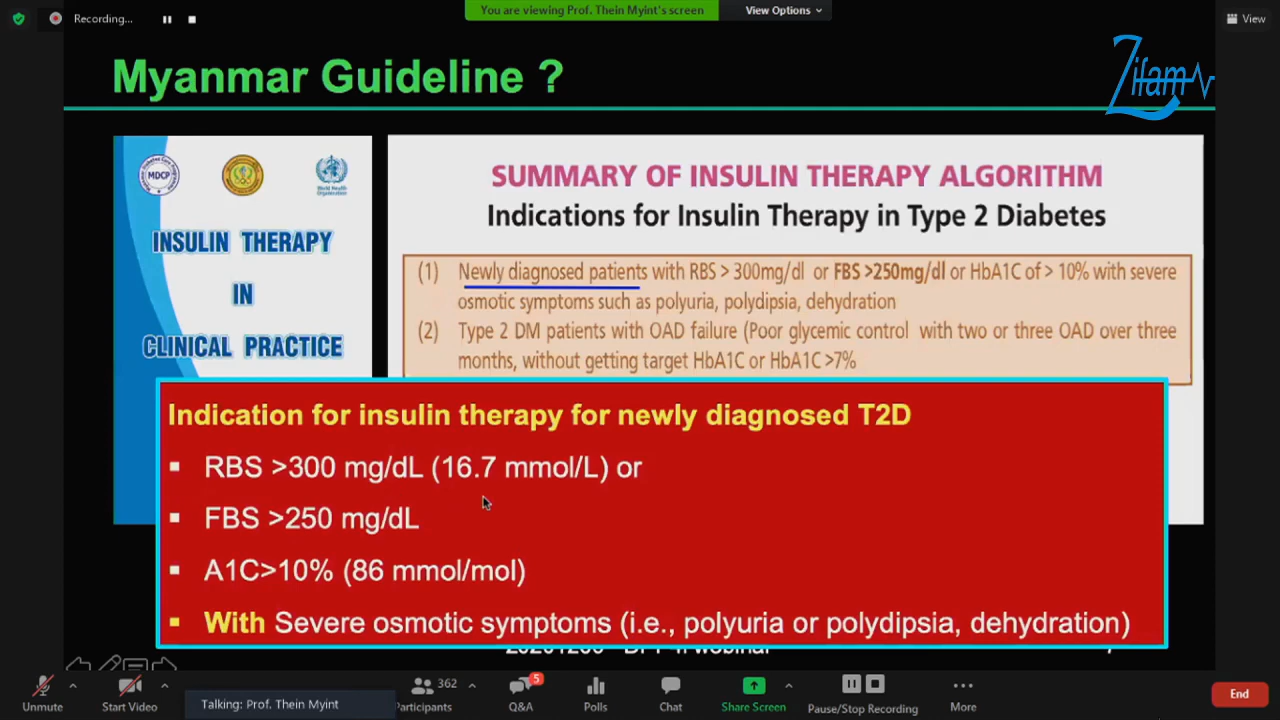 Recording...
You are viewing Prof. Thein Myint's screen
View Options
View
Myanmar Guideline ?
Zifam
MDCP
World Health
Organization
INSULIN THERAPY
IN
CLINICAL PRACTICE
SUMMARY OF INSULIN THERAPY ALGORITHM
Indications for Insulin Therapy in Type 2 Diabetes
(1) Newly diagnosed patients with RBS > 300mg/dl or FBS >250mg/dl or HbA1C of > 10% with severe
osmotic symptoms such as polyuria, polydipsia, dehydration
(2) Type 2 DM patients with OAD failure (Poor glycemic control with two or three OAD over three
months, without getting target HbA1C or HbA1C >7%
Indication for insulin therapy for newly diagnosed T2D
▪ RBS >300 mg/dL (16.7 mmol/L) or
▪ FBS >250 mg/dL
▪ A1C>10% (86 mmol/mol)
▪ With Severe osmotic symptoms (i.e., polyuria or polydipsia, dehydration)
webinar
Unmute
Start Video
Talking: Prof. Thein Myint
362
Participants
5
Q&A
Polls
Chat
Share Screen
Pause/Stop Recording
More
End